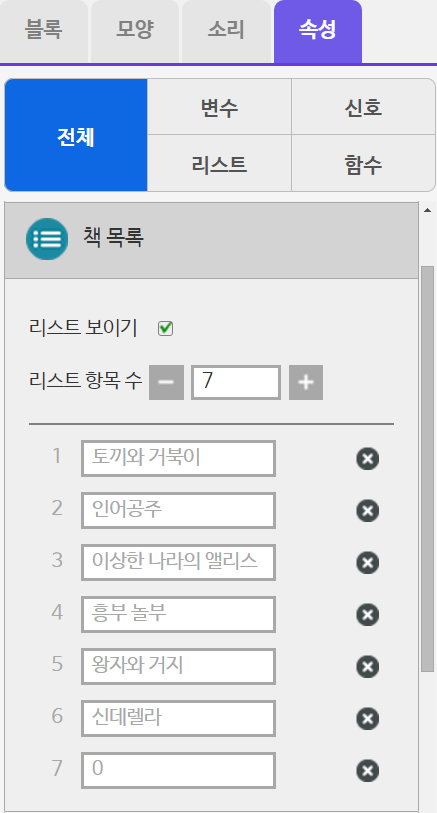 블록 모양 소리 속성
전체 변수 신호
리스트 함수
책 목록
리스트 보이기
리스트 항목 수 7
1 토끼와 거북이
2 인어공주
3 이상한 나라의 앨리스
4 흥부 놀부
5 왕자와 거지
6 신데렐라
7 0